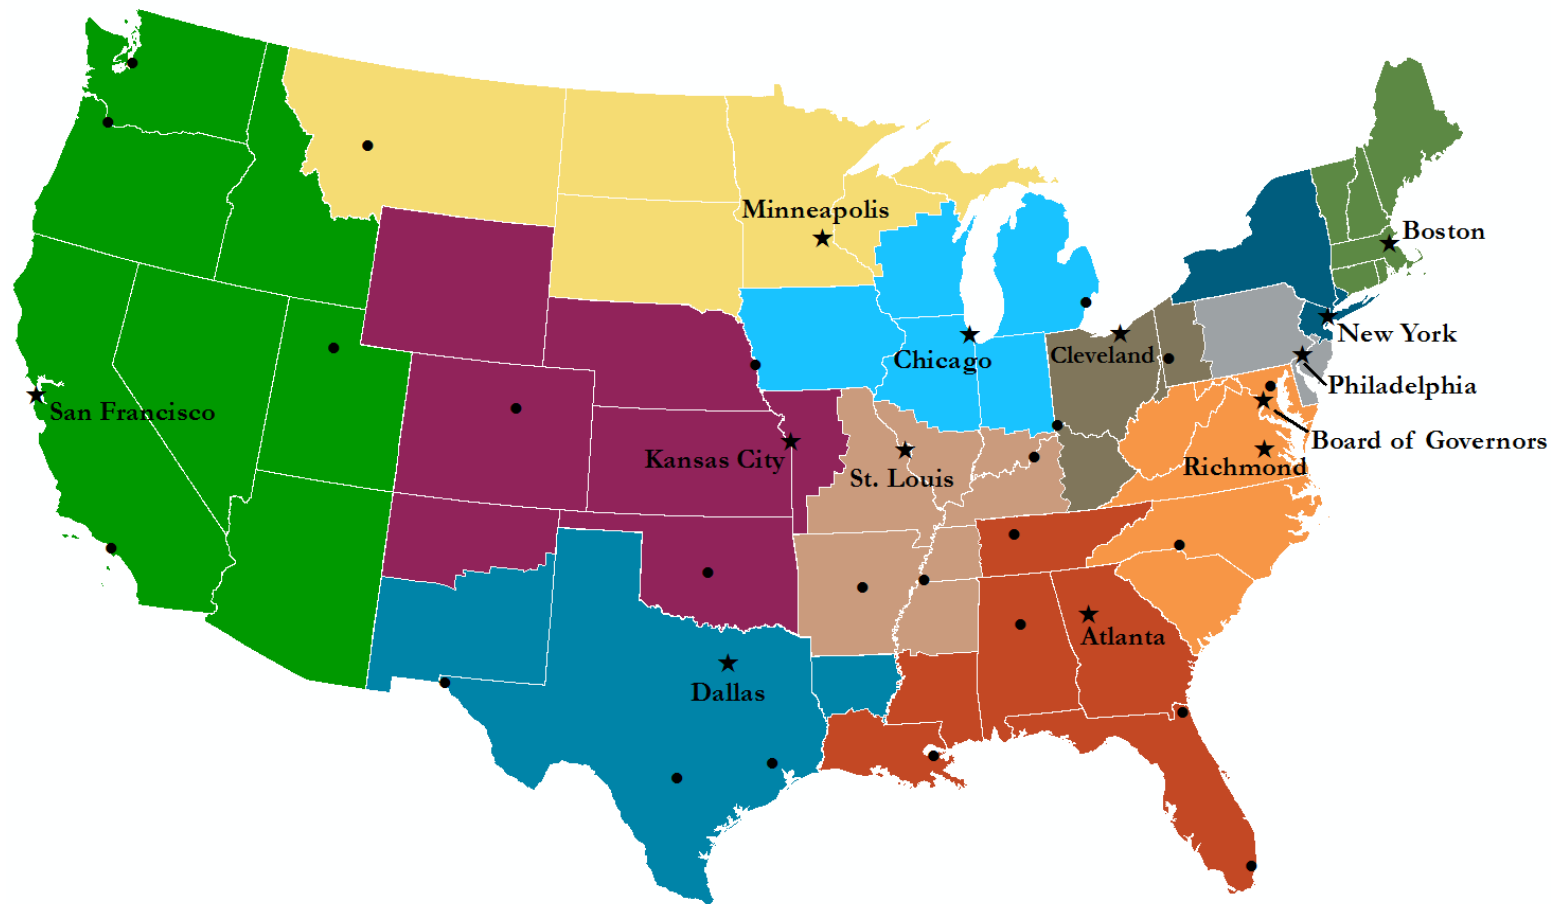 Minneapolis
Boston
New York
Chicago
Cleveland
Philadelphia
San Francisco
Board of Governors
Kansas City
St. Louis
Richmond
Atlanta
Dallas